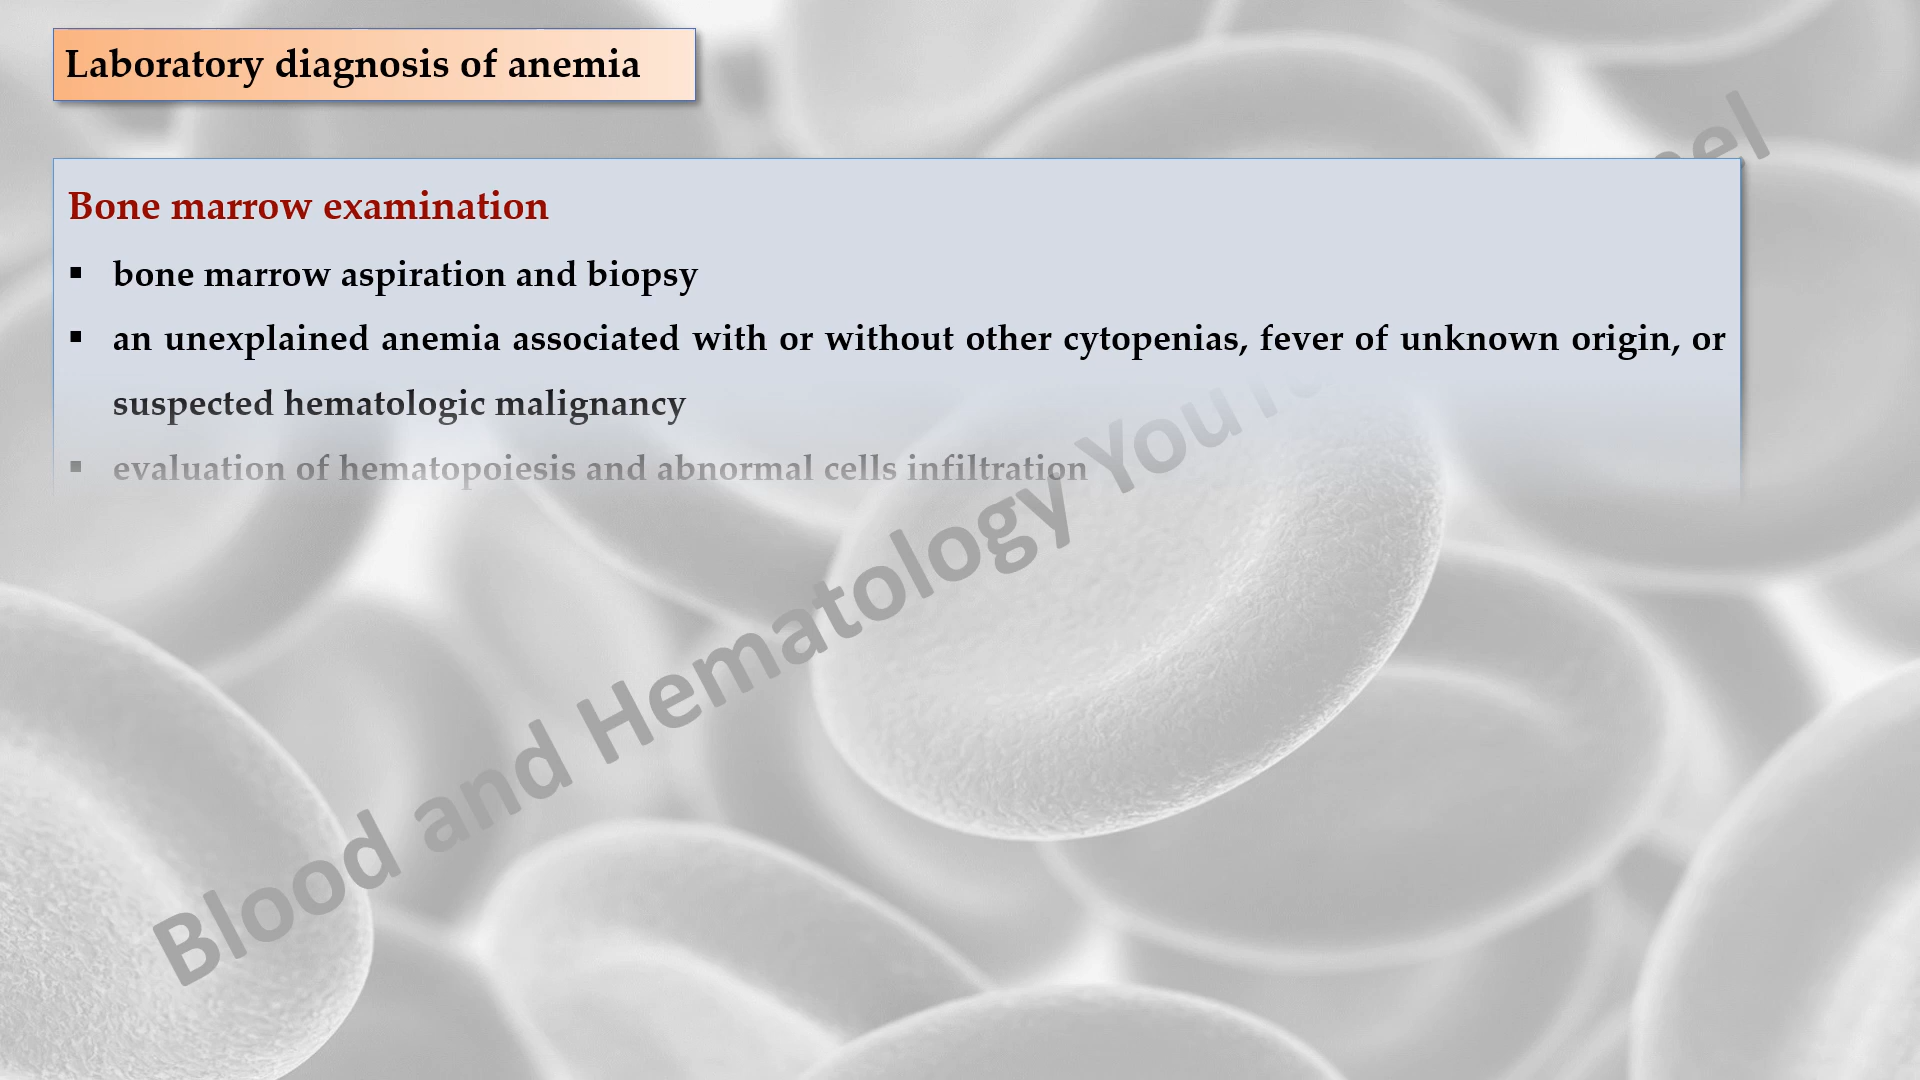 Laboratory diagnosis of anemia
Bone marrow examination
▪ bone marrow aspiration and biopsy
▪ an unexplained anemia associated with or without other cytopenias, fever of unknown origin, or
suspected hematologic malignancy
▪ evaluation of hematopoiesis and abnormal cells infiltration
Blood and Hematology